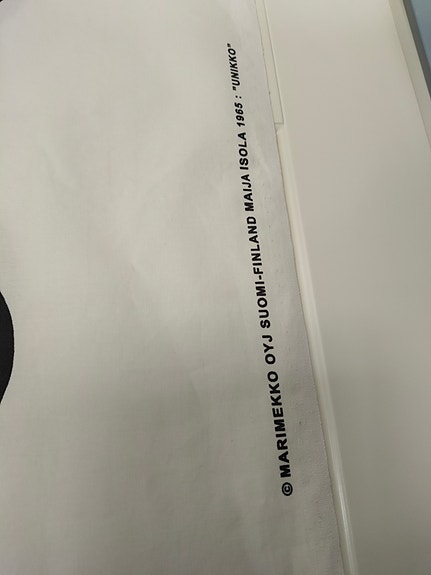 © MARIMEKKO OYJ SUOMI-FINLAND MAIJA ISOLA 1965 : "UNIKKO"